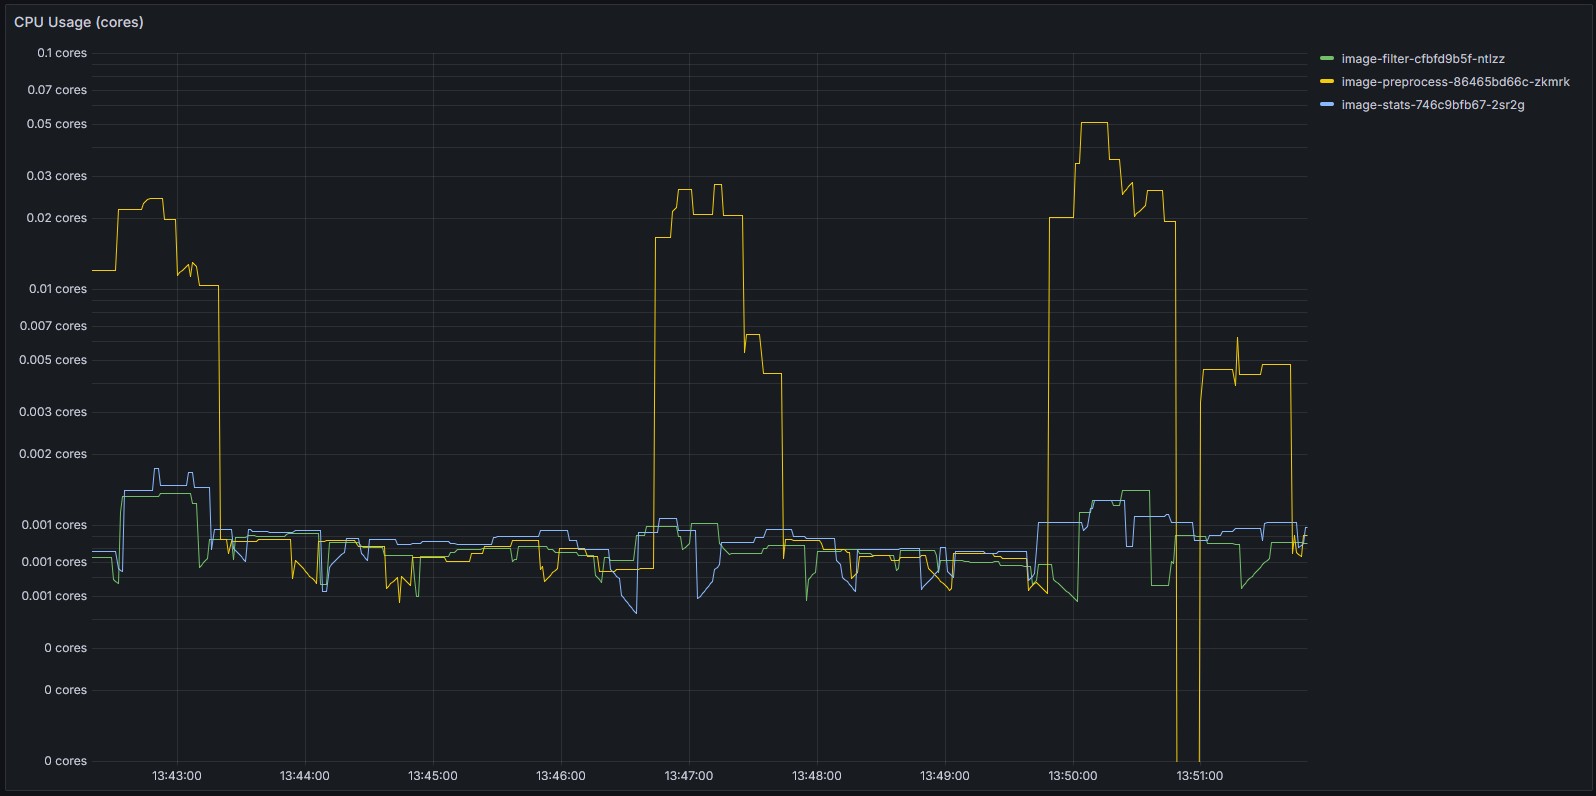 CPU Usage (cores)
0.1 cores
0.07 cores
0.05 cores
0.03 cores
0.02 cores
0.01 cores
0.007 cores
0.005 cores
0.003 cores
0.002 cores
0.001 cores
0.001 cores
0.001 cores
0 cores
0 cores
0 cores
13:43:00 13:44:00 13:45:00 13:46:00 13:47:00 13:48:00 13:49:00 13:50:00 13:51:00
image-filter-cfbfd9b5f-ntlzz
image-preprocess-86465bd66c-zkmrk
image-stats-746c9bfb67-2sr2g